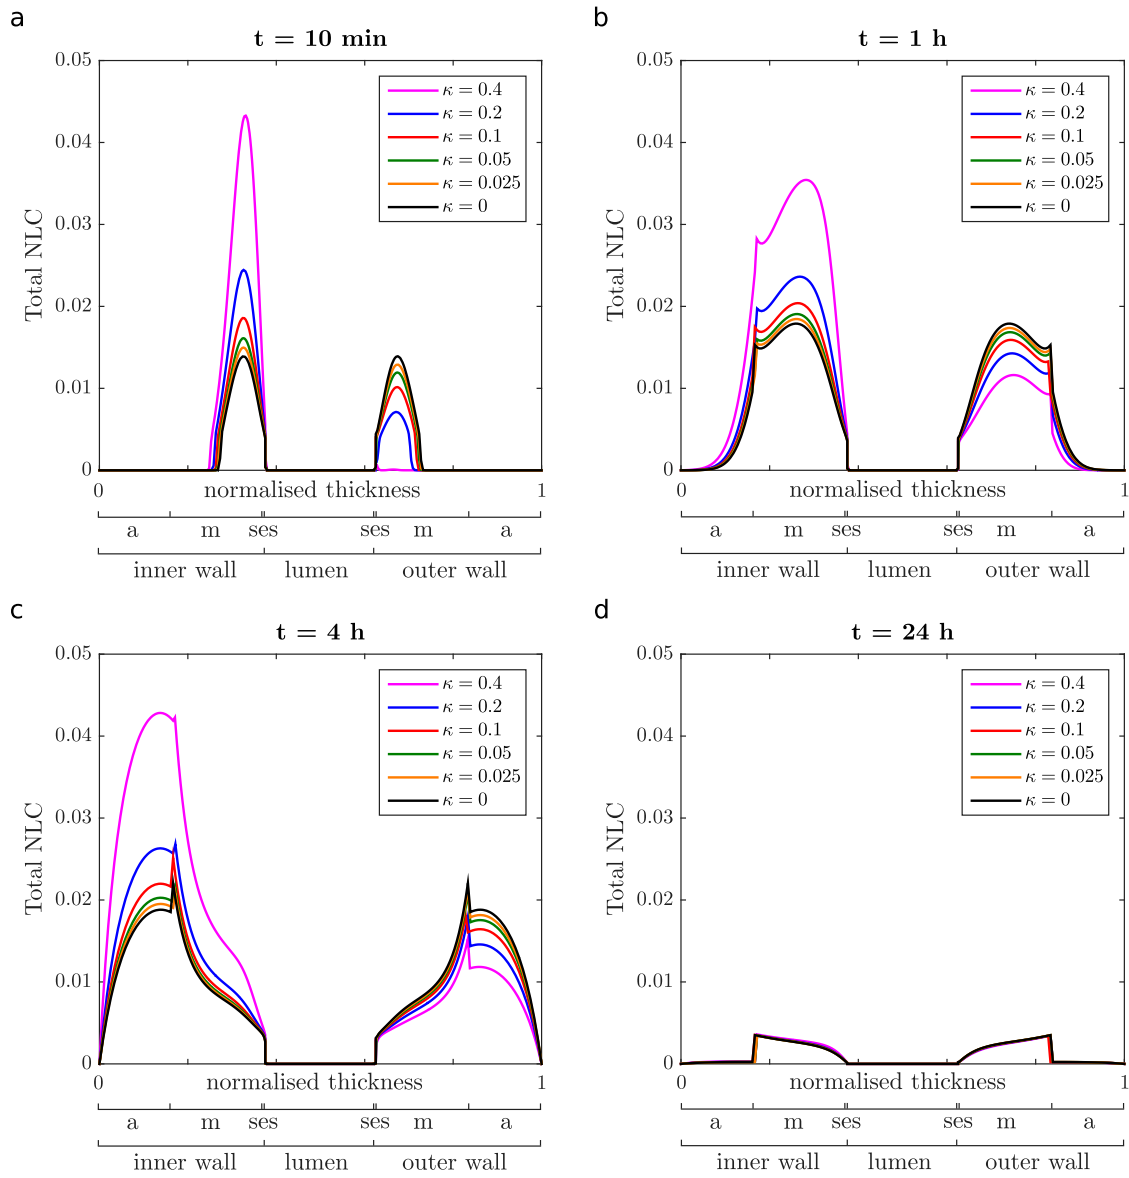 a
t = 10 min
0.05
0.04
0.03
0.02
0.01
0
Total NLC
κ = 0.4
κ = 0.2
κ = 0.1
κ = 0.05
κ = 0.025
κ = 0
0 normalised thickness 1
a m ses ses m a
inner wall lumen outer wall
b
t = 1 h
0.05
0.04
0.03
0.02
0.01
0
Total NLC
κ = 0.4
κ = 0.2
κ = 0.1
κ = 0.05
κ = 0.025
κ = 0
0 normalised thickness 1
a m ses ses m a
inner wall lumen outer wall
c
t = 4 h
0.05
0.04
0.03
0.02
0.01
0
Total NLC
κ = 0.4
κ = 0.2
κ = 0.1
κ = 0.05
κ = 0.025
κ = 0
0 normalised thickness 1
a m ses ses m a
inner wall lumen outer wall
d
t = 24 h
0.05
0.04
0.03
0.02
0.01
0
Total NLC
κ = 0.4
κ = 0.2
κ = 0.1
κ = 0.05
κ = 0.025
κ = 0
0 normalised thickness 1
a m ses ses m a
inner wall lumen outer wall